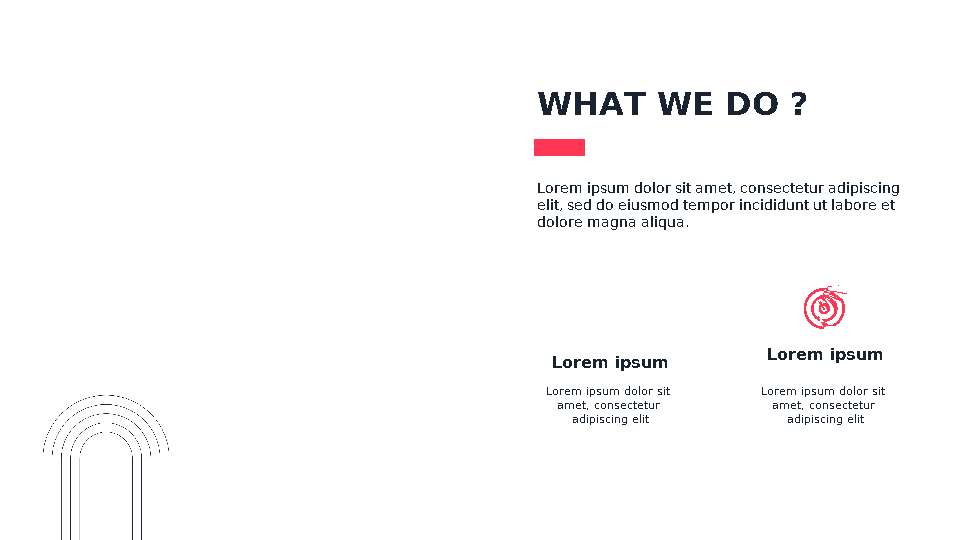 WHAT WE DO ?
Lorem ipsum dolor sit amet, consectetur adipiscing
elit, sed do eiusmod tempor incididunt ut labore et
dolore magna aliqua.
Lorem ipsum
Lorem ipsum dolor sit
amet, consectetur
adipiscing elit
Lorem ipsum
Lorem ipsum dolor sit
amet, consectetur
adipiscing elit